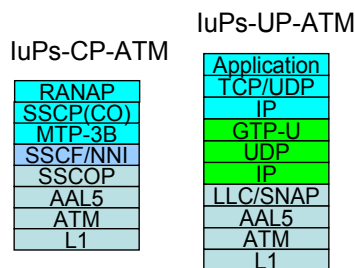 IuPs-CP-ATM
RANAP
SSCP(CO)
MTP-3B
SSCF/NNI
SSCOP
AAL5
ATM
L1
IuPs-UP-ATM
Application
TCP/UDP
IP
GTP-U
UDP
IP
LLC/SNAP
AAL5
ATM
L1